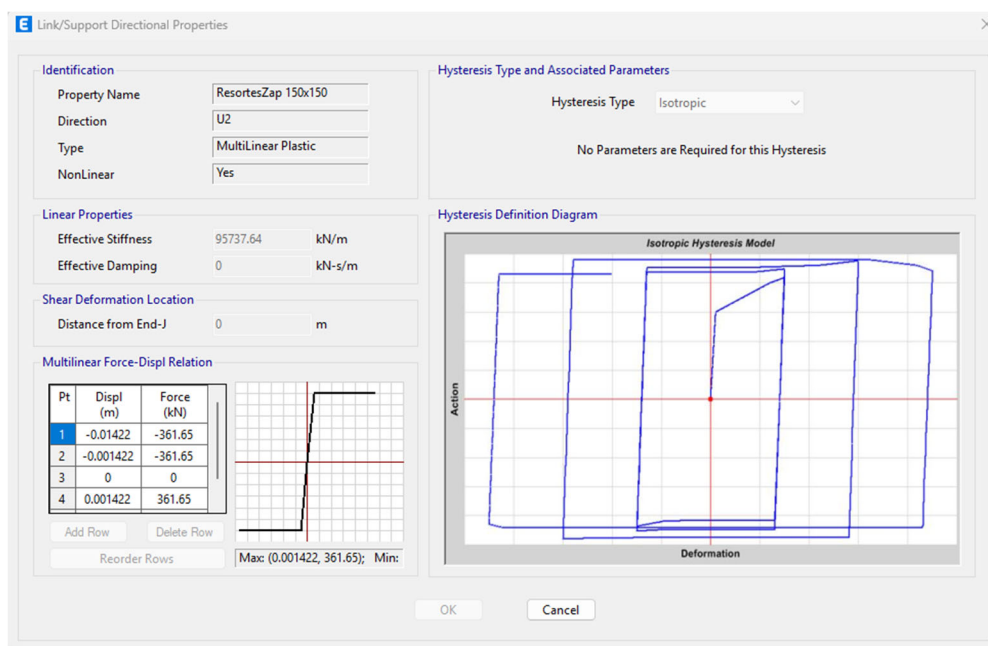 E Link/Support Directional Properties
Identification
Property Name ResortesZap 150x150
Direction U2
Type MultiLinear Plastic
NonLinear Yes
Hysteresis Type and Associated Parameters
Hysteresis Type Isotropic
No Parameters are Required for this Hysteresis
Linear Properties
Effective Stiffness 95737.64 kN/m
Effective Damping 0 kN-s/m
Shear Deformation Location
Distance from End-J 0 m
Multilinear Force-Displ Relation
Pt Displ (m) Force (kN)
1 -0.01422 -361.65
2 -0.001422 -361.65
3 0 0
4 0.001422 361.65
Add Row Delete Row
Reorder Rows
Max: (0.001422, 361.65); Min:
Hysteresis Definition Diagram
Isotropic Hysteresis Model
Action
Deformation
OK Cancel